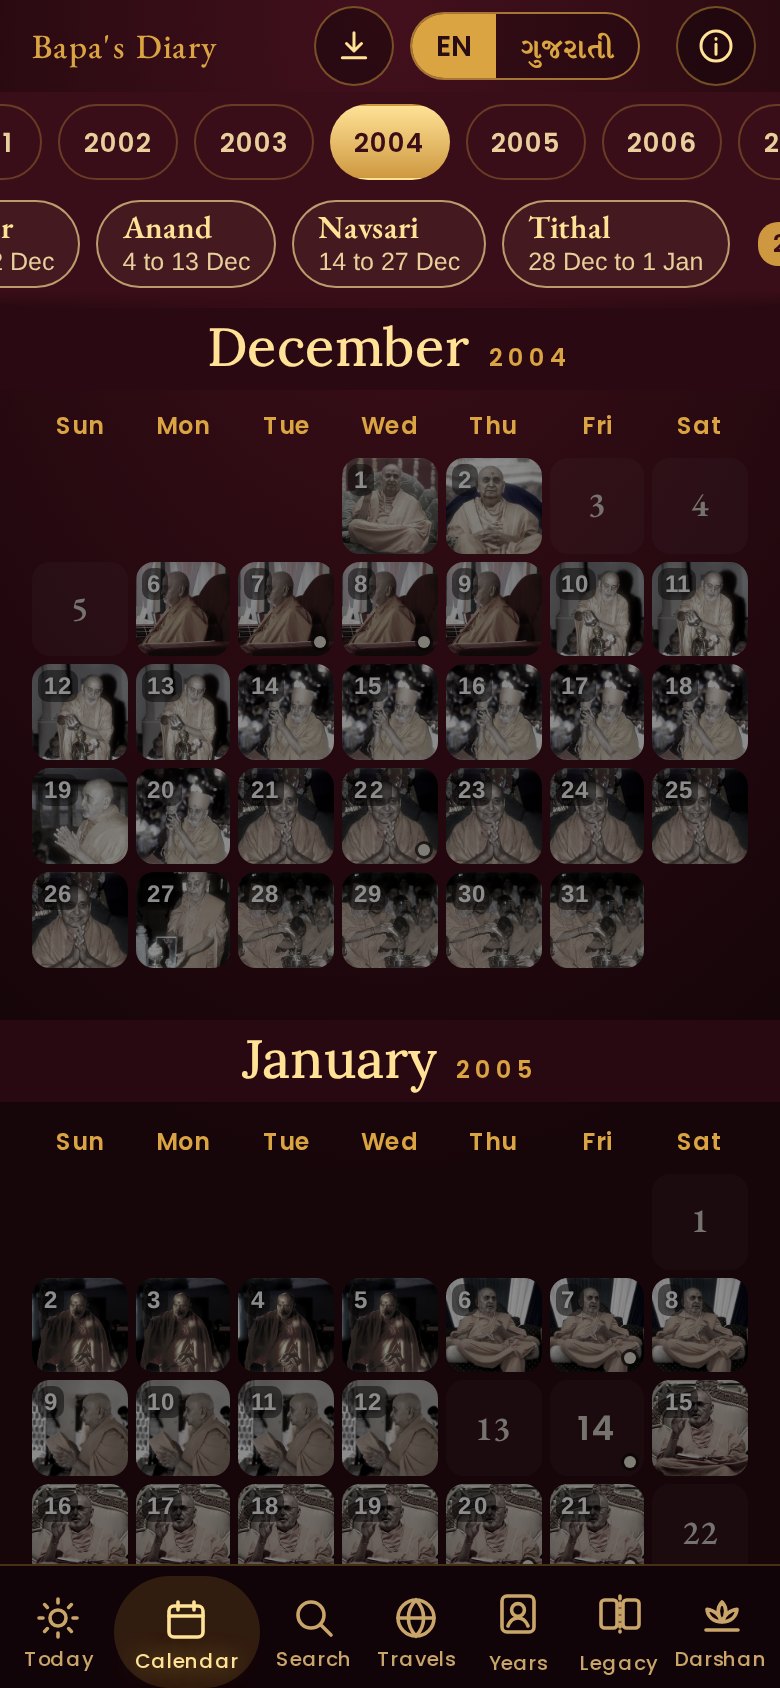 Bapa's Diary EN ગુજરાતી
1 2002 2003 2004 2005 2006 2
r Anand Navsari Tithal
2 Dec 4 to 13 Dec 14 to 27 Dec 28 Dec to 1 Jan 2
December 2004
Sun Mon Tue Wed Thu Fri Sat
1 2 3 4
5 6 7 8 9 10 11
12 13 14 15 16 17 18
19 20 21 22 23 24 25
26 27 28 29 30 31
January 2005
Sun Mon Tue Wed Thu Fri Sat
1
2 3 4 5 6 7 8
9 10 11 12 13 14 15
16 17 18 19 20 21 22
Today Calendar Search Travels Years Legacy Darshan